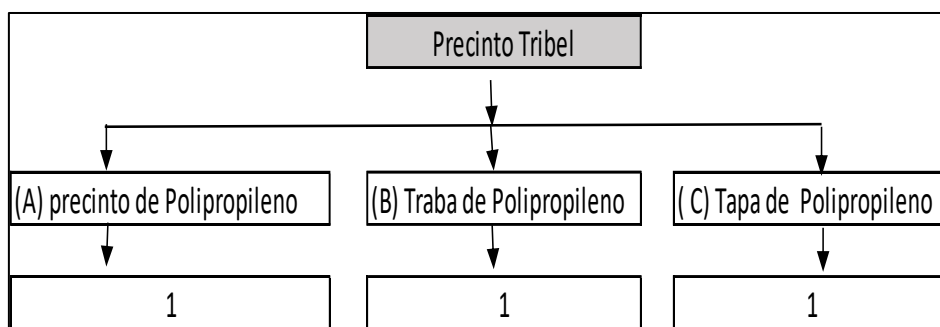 Precinto Tribel
(A) precinto de Polipropileno
(B) Traba de Polipropileno
( C) Tapa de Polipropileno
1
1
1